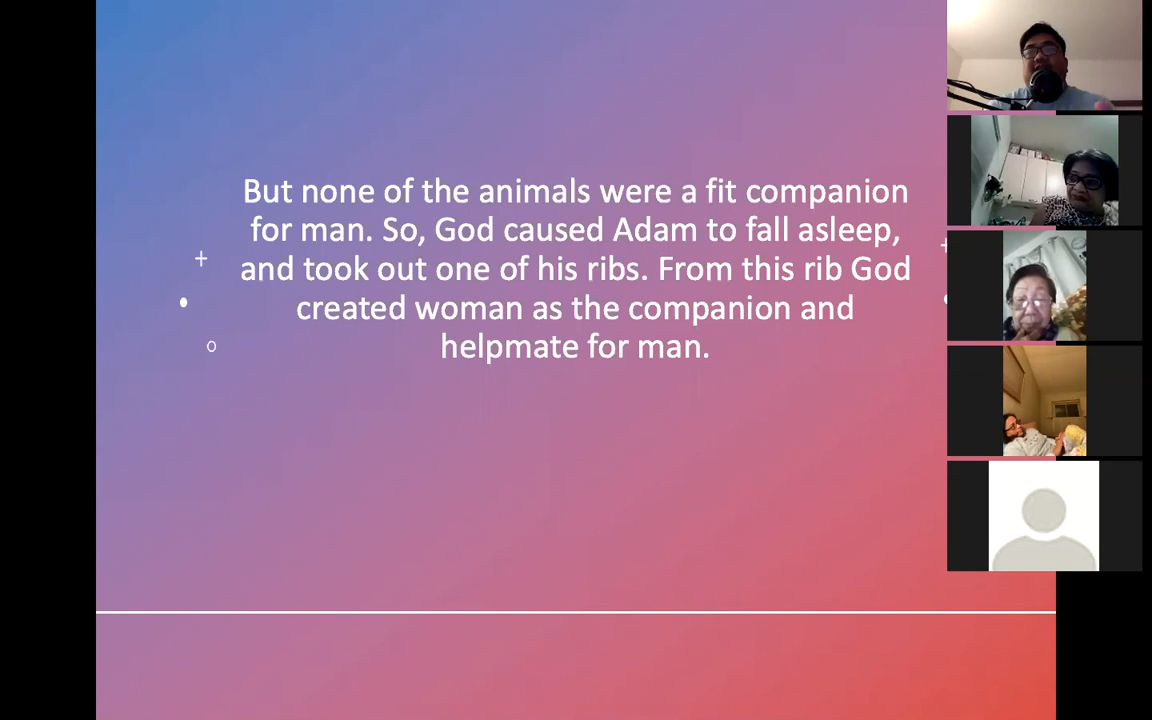 But none of the animals were a fit companion
for man. So, God caused Adam to fall asleep,
and took out one of his ribs. From this rib God
created woman as the companion and
helpmate for man.